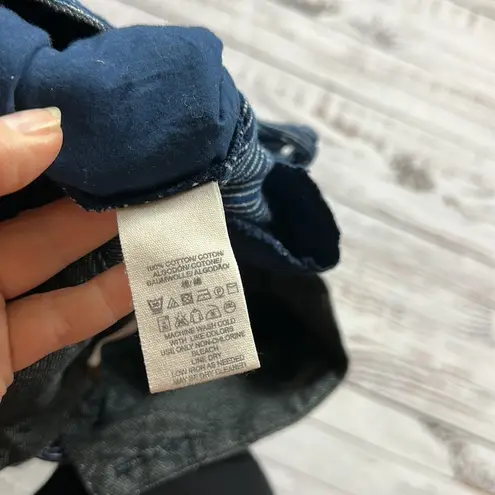 100% COTTON/ COTON/
ALGODÓN/ COTONE/
BAUMWOLLE/ ALGODÃO/
MACHINE WASH COLD
WITH LIKE COLORS
USE ONLY NON-CHLORINE
BLEACH
LINE DRY
LOW IRON AS NEEDED
MAY BE DRY CLEANED